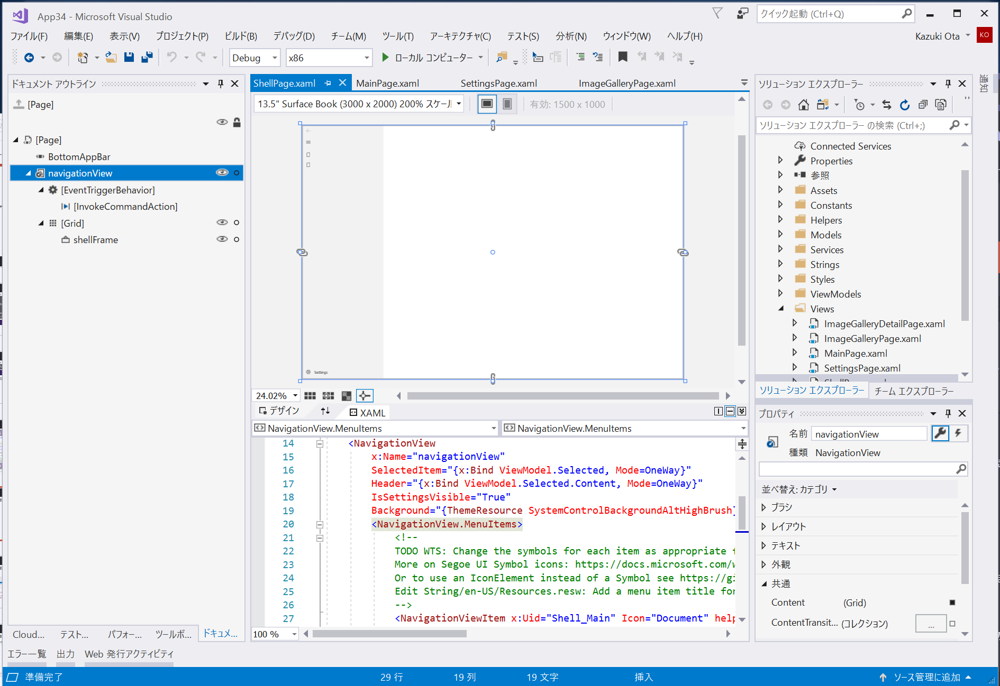 App34 - Microsoft Visual Studio
クイック起動 (Ctrl+Q)
ファイル(F) 編集(E) 表示(V) プロジェクト(P) ビルド(B) デバッグ(D) チーム(M) ツール(T) アーキテクチャ(C) テスト(S) 分析(N) ウィンドウ(W) ヘルプ(H)
Kazuki Ota KO
Debug x86 ローカル コンピューター
ドキュメント アウトライン
[Page]
[Page]
BottomAppBar
navigationView
[EventTriggerBehavior]
[InvokeCommandAction]
[Grid]
shellFrame
Cloud... テスト... パフォー... ツールボ... ドキュメ...
ShellPage.xaml MainPage.xaml SettingsPage.xaml ImageGalleryPage.xaml
13.5" Surface Book (3000 x 2000) 200% スケール
有効: 1500 x 1000
Settings
24.02%
デザイン XAML
NavigationView.MenuItems NavigationView.MenuItems
14 <NavigationView
15 x:Name="navigationView"
16 SelectedItem="{x:Bind ViewModel.Selected, Mode=OneWay}"
17 Header="{x:Bind ViewModel.Selected.Content, Mode=OneWay}"
18 IsSettingsVisible="True"
19 Background="{ThemeResource SystemControlBackgroundAltHighBrush}
20 <NavigationView.MenuItems>
21 <!--
22 TODO WTS: Change the symbols for each item as appropriate f
23 More on Segoe UI Symbol icons: https://docs.microsoft.com/w
24 Or to use an IconElement instead of a Symbol see https://gi
25 Edit String/en-US/Resources.resw: Add a menu item title for
26 -->
27 <NavigationViewItem x:Uid="Shell_Main" Icon="Document" help
100 %
ソリューション エクスプローラー
ソリューション エクスプローラー の検索 (Ctrl+;)
Connected Services
Properties
参照
Assets
Constants
Helpers
Models
Services
Strings
Styles
ViewModels
Views
ImageGalleryDetailPage.xaml
ImageGalleryPage.xaml
MainPage.xaml
SettingsPage.xaml
ソリューション エクスプローラー チーム エクスプローラー
プロパティ
名前 navigationView
種類 NavigationView
並べ替え: カテゴリ
ブラシ
レイアウト
テキスト
外観
共通
Content (Grid)
ContentTransit... (コレクション) ...
通知
エラー一覧 出力 Web 発行アクティビティ
準備完了 29 行 19 列 19 文字 挿入 ソース管理に追加